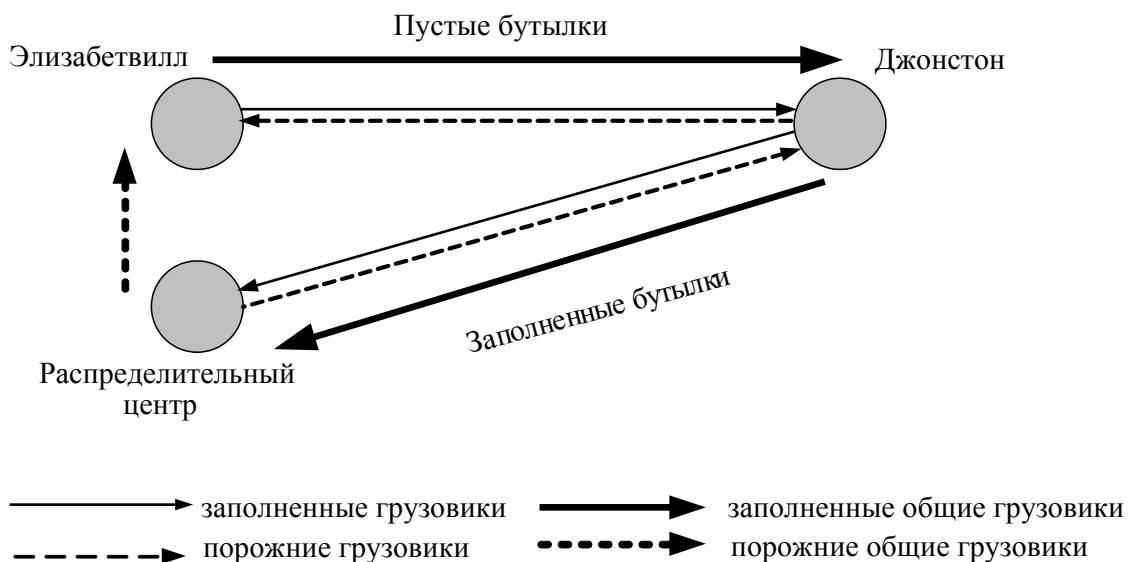 Пустые бутылки
Элизабетвилл
Джонстон
Заполненные бутылки
Распределительный
центр
заполненные грузовики
заполненные общие грузовики
порожние грузовики
порожние общие грузовики